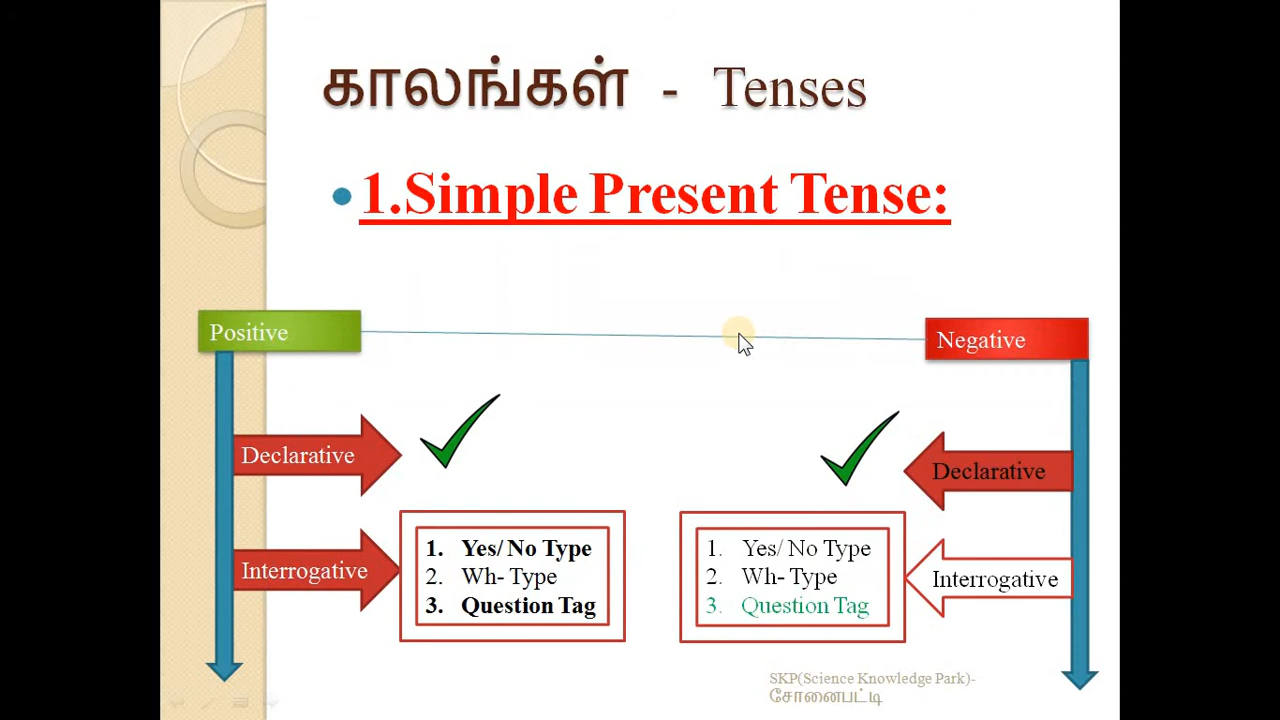 காலங்கள் - Tenses
1.Simple Present Tense:
Positive
Negative
Declarative
Declarative
Interrogative
1. Yes/ No Type
2. Wh- Type
3. Question Tag
1. Yes/ No Type
2. Wh- Type
3. Question Tag
Interrogative
SKP(Science Knowledge Park)-
சோனைபட்டி